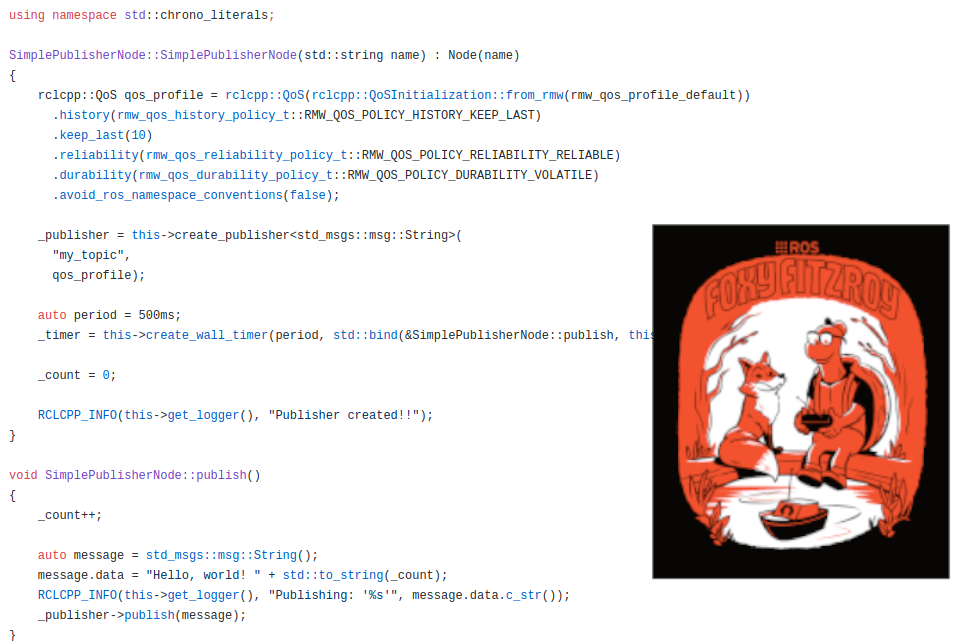 using namespace std::chrono_literals;
SimplePublisherNode::SimplePublisherNode(std::string name) : Node(name)
{
    rclcpp::QoS qos_profile = rclcpp::QoS(rclcpp::QoSInitialization::from_rmw(rmw_qos_profile_default))
      .history(rmw_qos_history_policy_t::RMW_QOS_POLICY_HISTORY_KEEP_LAST)
      .keep_last(10)
      .reliability(rmw_qos_reliability_policy_t::RMW_QOS_POLICY_RELIABILITY_RELIABLE)
      .durability(rmw_qos_durability_policy_t::RMW_QOS_POLICY_DURABILITY_VOLATILE)
      .avoid_ros_namespace_conventions(false);
    _publisher = this->create_publisher<std_msgs::msg::String>(
      "my_topic",
      qos_profile);
    auto period = 500ms;
    _timer = this->create_wall_timer(period, std::bind(&SimplePublisherNode::publish, this
    _count = 0;
    RCLCPP_INFO(this->get_logger(), "Publisher created!!");
}
void SimplePublisherNode::publish()
{
    _count++;
    auto message = std_msgs::msg::String();
    message.data = "Hello, world! " + std::to_string(_count);
    RCLCPP_INFO(this->get_logger(), "Publishing: '%s'", message.data.c_str());
    _publisher->publish(message);
}
ROS
FOXY FITZROY